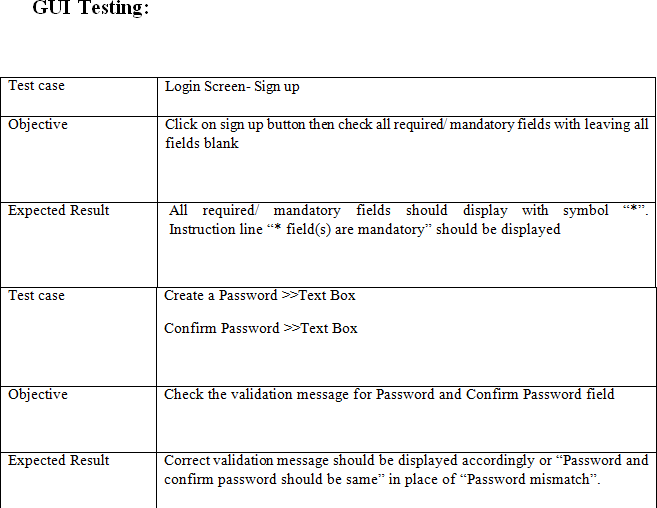 GUI Testing:
Test case
Login Screen- Sign up
Objective
Click on sign up button then check all required/ mandatory fields with leaving all
fields blank
Expected Result
All required/ mandatory fields should display with symbol “*”.
Instruction line “* field(s) are mandatory” should be displayed
Test case
Create a Password >>Text Box
Confirm Password >>Text Box
Objective
Check the validation message for Password and Confirm Password field
Expected Result
Correct validation message should be displayed accordingly or “Password and
confirm password should be same” in place of “Password mismatch”.